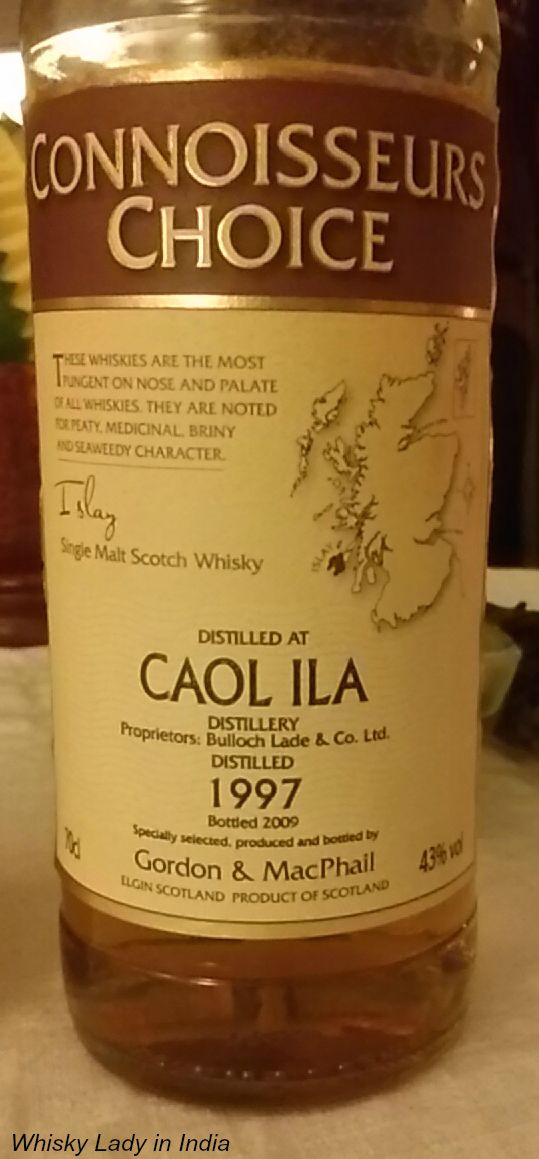 CONNOISSEURS
CHOICE
THESE WHISKIES ARE THE MOST
PUNGENT ON NOSE AND PALATE
OF ALL WHISKIES. THEY ARE NOTED
FOR PEATY, MEDICINAL, BRINY
AND SEAWEEDY CHARACTER.
Islay
Single Malt Scotch Whisky
ISLAY
DISTILLED AT
CAOL ILA
DISTILLERY
Proprietors: Bulloch Lade & Co. Ltd.
DISTILLED
1997
Bottled 2009
70cl
Specially selected, produced and bottled by
43% vol
Gordon & MacPhail
ELGIN SCOTLAND PRODUCT OF SCOTLAND
Whisky Lady in India